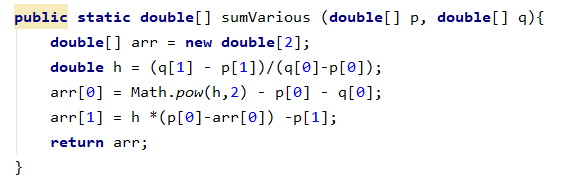 public static double[] sumVarious (double[] p, double[] q){
double[] arr = new double[2];
double h = (q[1] - p[1])/(q[0]-p[0]);
arr[0] = Math.pow(h,2) - p[0] - q[0];
arr[1] = h *(p[0]-arr[0]) -p[1];
return arr;
}